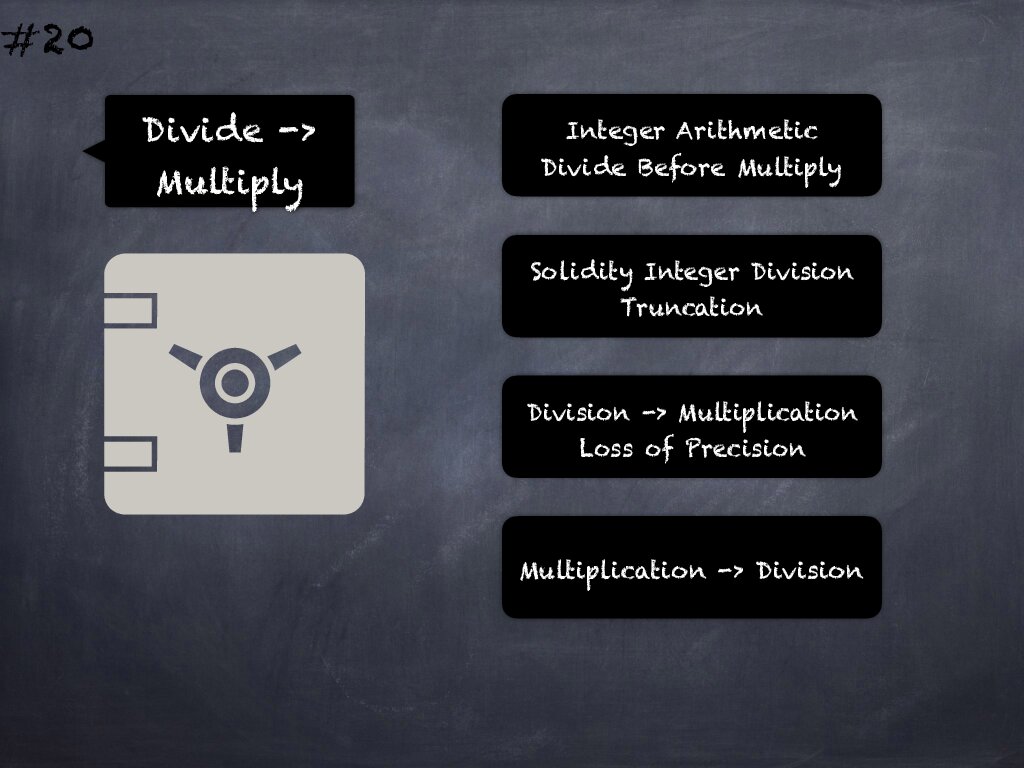 #20
Divide ->
Multiply
Integer Arithmetic
Divide Before Multiply
Solidity Integer Division
Truncation
Division -> Multiplication
Loss of Precision
Multiplication -> Division